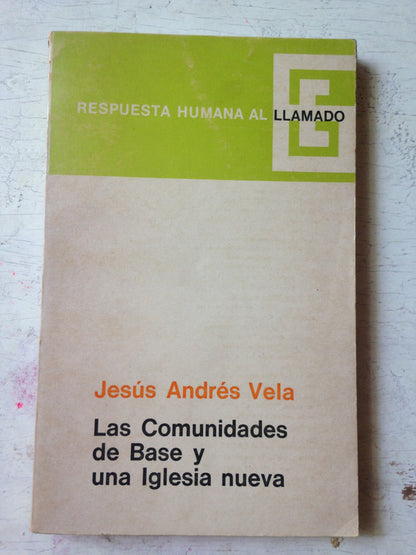 RESPUESTA HUMANA AL LLAMADO
Jesús Andrés Vela
Las Comunidades
de Base y
una Iglesia nueva